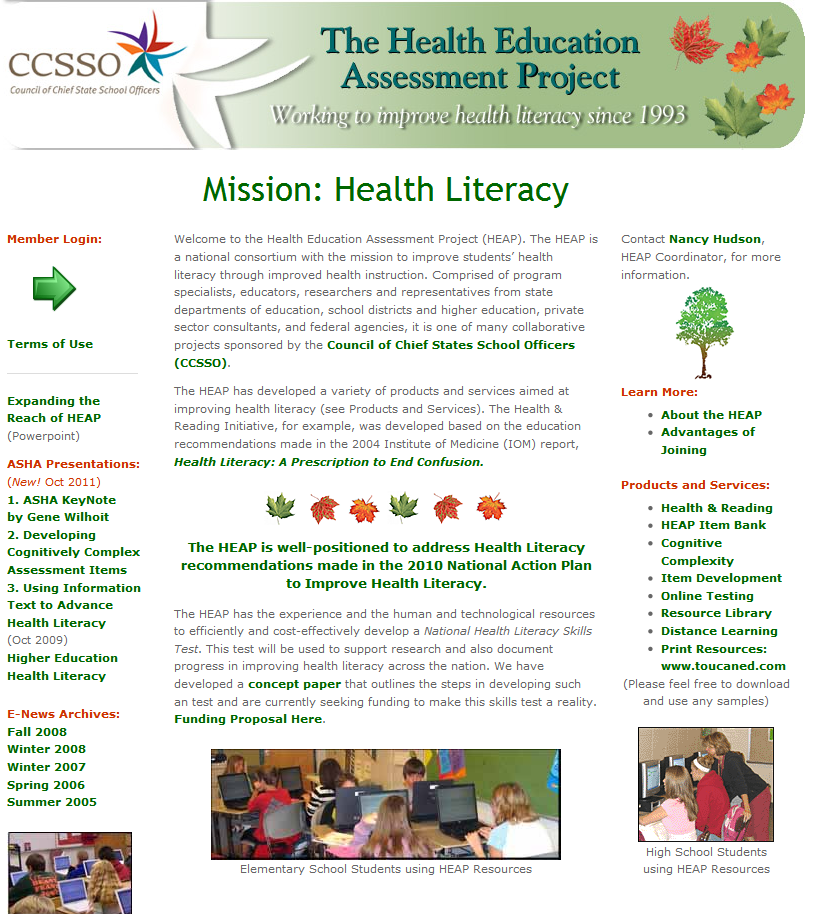 CCSSO
Council of Chief State School Officers
The Health Education
Assessment Project
Working to improve health literacy since 1993
Mission: Health Literacy
Member Login:
Terms of Use
Expanding the
Reach of HEAP
(Powerpoint)
ASHA Presentations:
(New! Oct 2011)
1. ASHA KeyNote
by Gene Wilhoit
2. Developing
Cognitively Complex
Assessment Items
3. Using Information
Text to Advance
Health Literacy
(Oct 2009)
Higher Education
Health Literacy
E-News Archives:
Fall 2008
Winter 2008
Winter 2007
Spring 2006
Summer 2005
Welcome to the Health Education Assessment Project (HEAP). The HEAP is
a national consortium with the mission to improve students’ health
literacy through improved health instruction. Comprised of program
specialists, educators, researchers and representatives from state
departments of education, school districts and higher education, private
sector consultants, and federal agencies, it is one of many collaborative
projects sponsored by the Council of Chief States School Officers
(CCSSO).
The HEAP has developed a variety of products and services aimed at
improving health literacy (see Products and Services). The Health &
Reading Initiative, for example, was developed based on the education
recommendations made in the 2004 Institute of Medicine (IOM) report,
Health Literacy: A Prescription to End Confusion.
The HEAP is well-positioned to address Health Literacy
recommendations made in the 2010 National Action Plan
to Improve Health Literacy.
The HEAP has the experience and the human and technological resources
to efficiently and cost-effectively develop a National Health Literacy Skills
Test. This test will be used to support research and also document
progress in improving health literacy across the nation. We have
developed a concept paper that outlines the steps in developing such
an test and are currently seeking funding to make this skills test a reality.
Funding Proposal Here.
Elementary School Students using HEAP Resources
Contact Nancy Hudson,
HEAP Coordinator, for more
information.
Learn More:
• About the HEAP
• Advantages of
Joining
Products and Services:
• Health & Reading
• HEAP Item Bank
• Cognitive
Complexity
• Item Development
• Online Testing
• Resource Library
• Distance Learning
• Print Resources:
www.toucaned.com
(Please feel free to download
and use any samples)
High School Students
using HEAP Resources